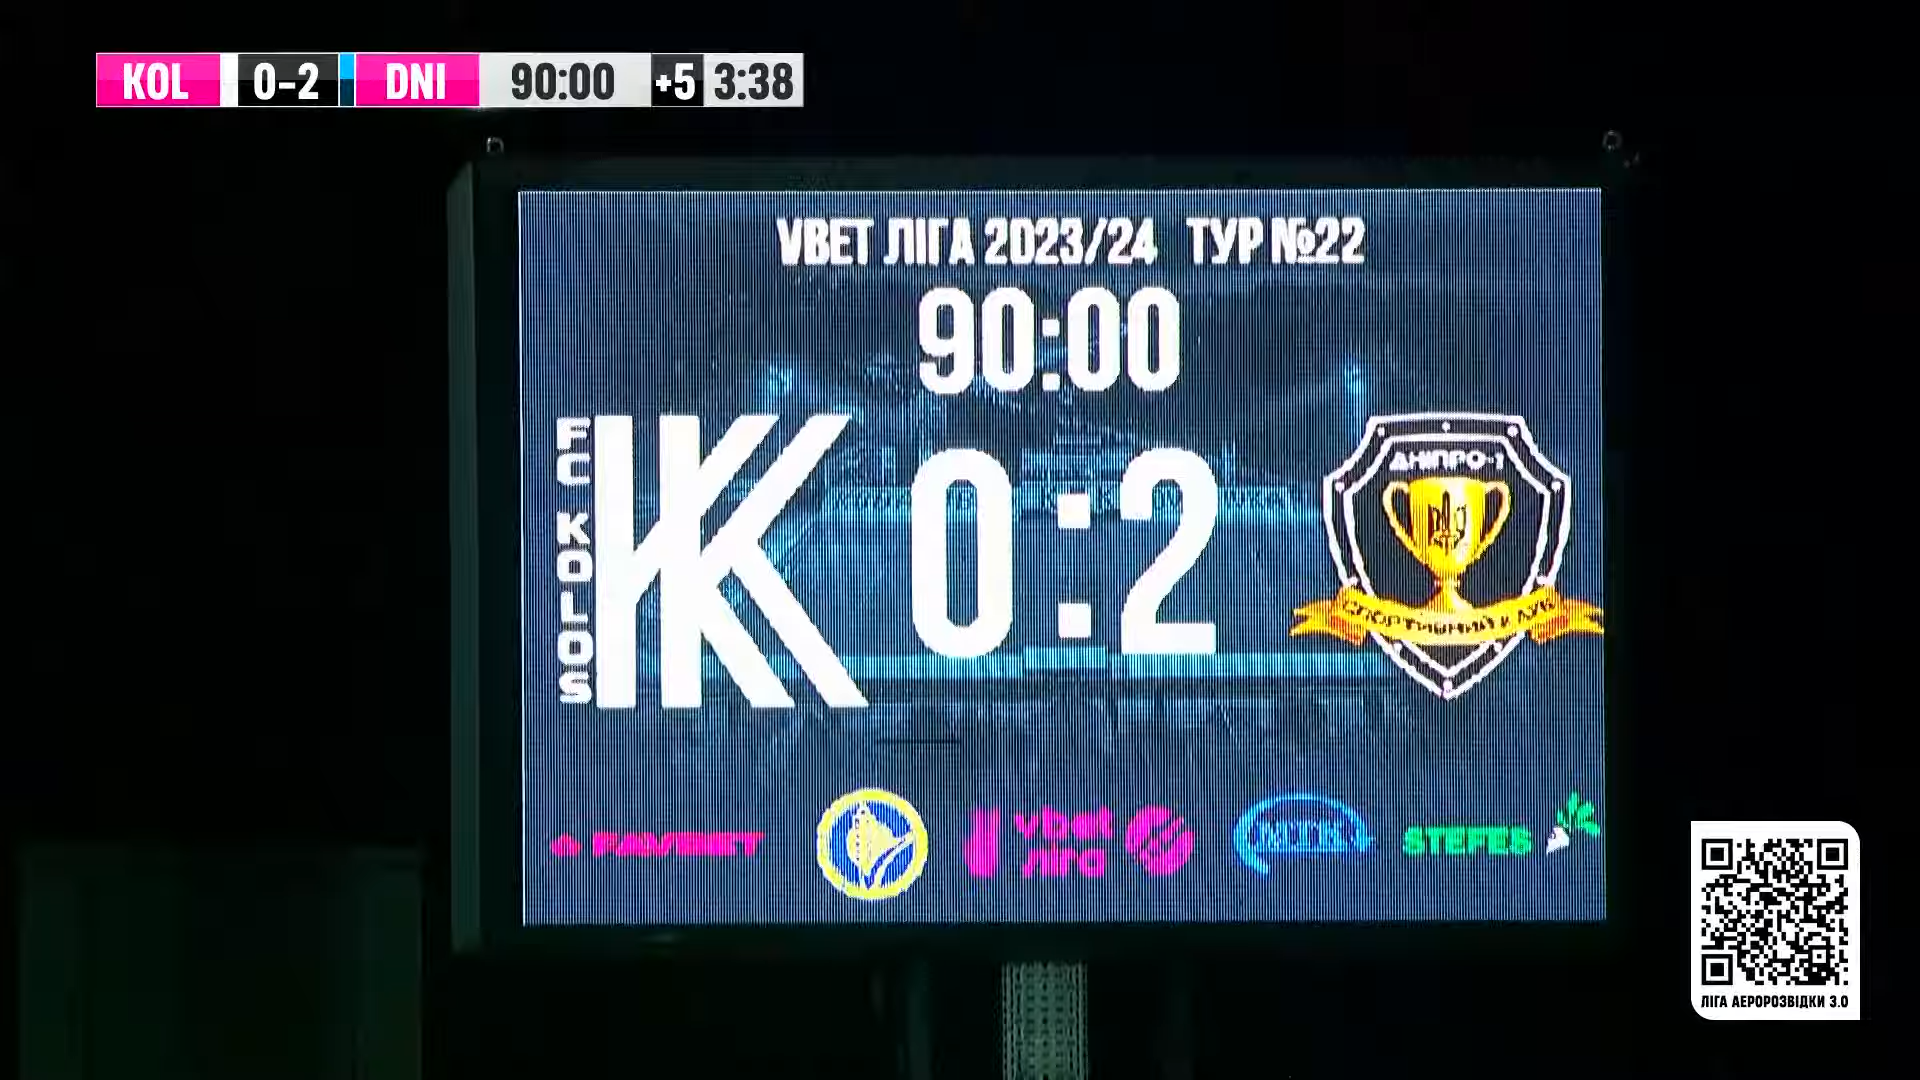 KOL 0-2 DNI 90:00 +5 3:38
VBET ЛІГА 2023/24 ТУР №22
90:00
FC KOLOS
0:2
ДНІПРО-1
СПОРТИВНИЙ КЛУБ
FAVBET
vbet
ліга
МТК
STEFES
ЛІГА АЕРОРОЗВІДКИ 3.0